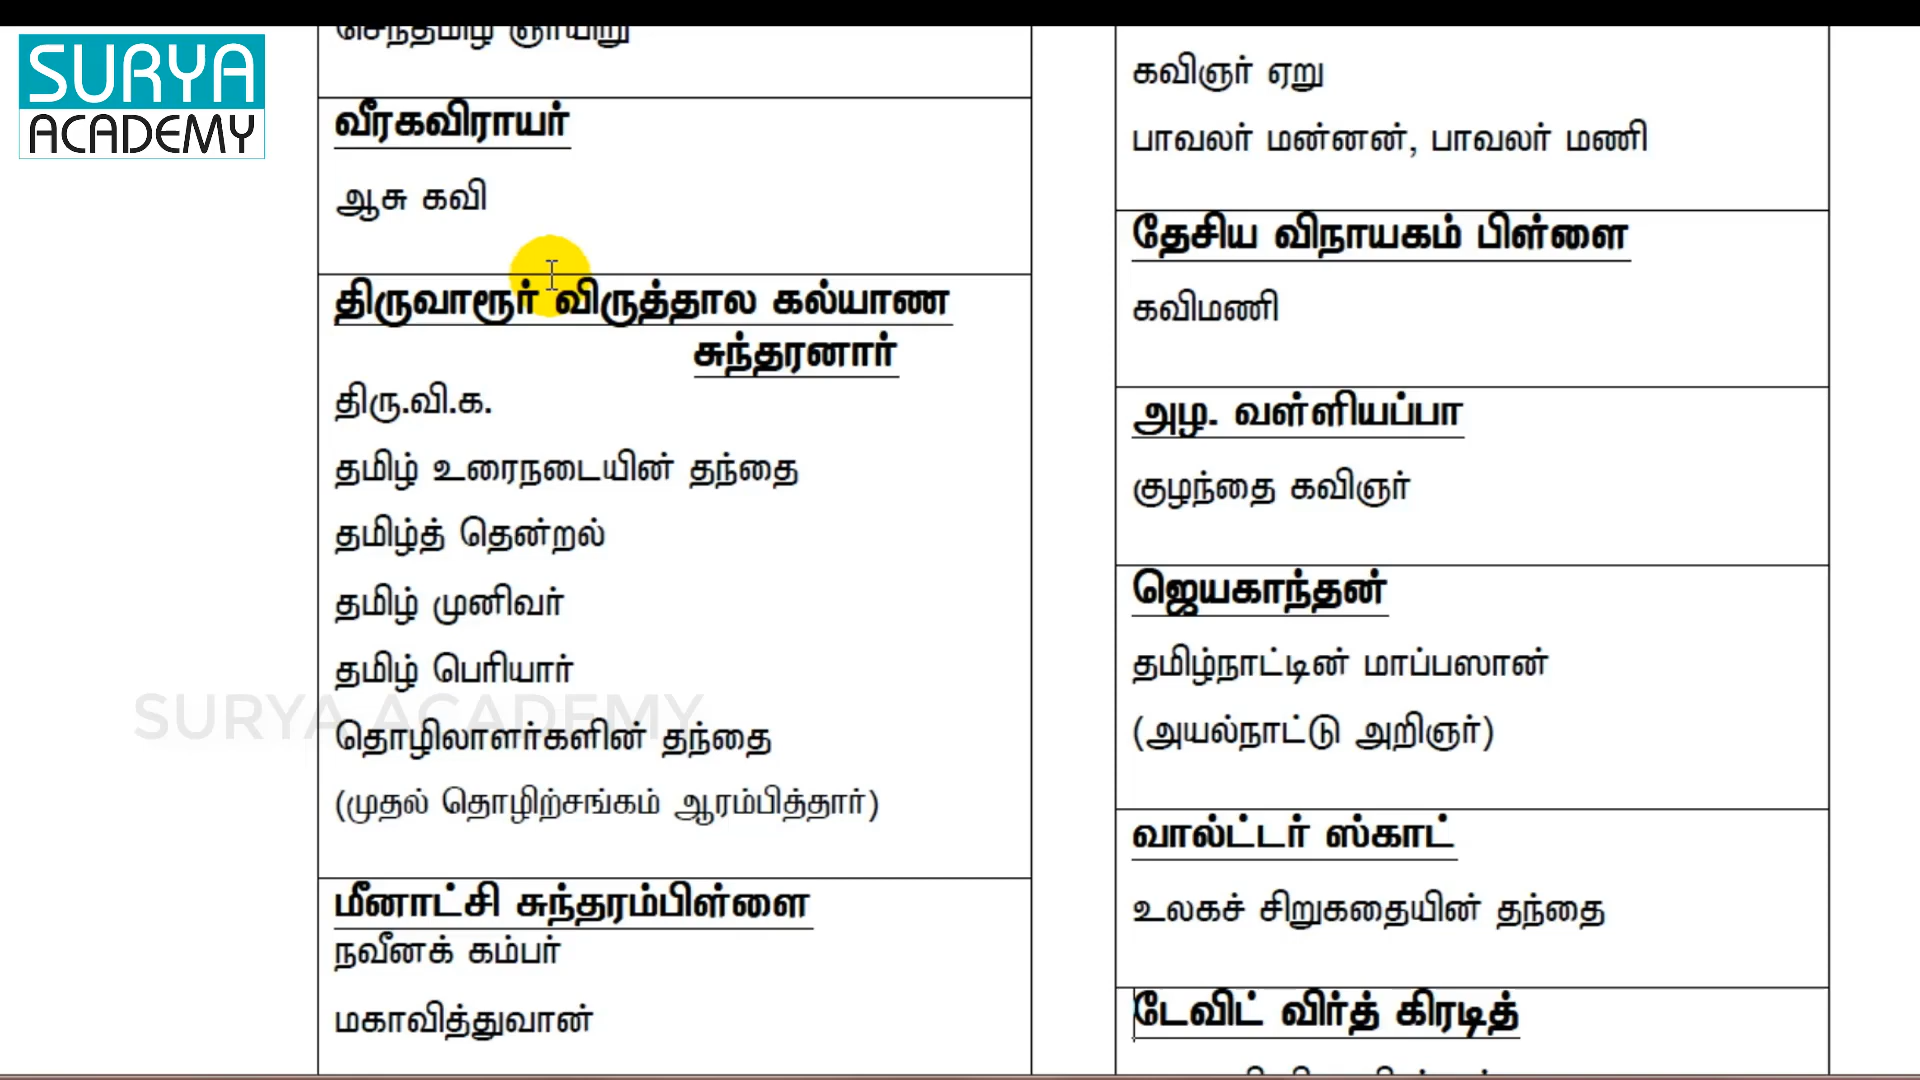 SURYA
ACADEMY
செந்தமிழ் ஞாயிறு
வீரகவிராயர்
ஆசு கவி
திருவாரூர் விருத்தால கல்யாண
சுந்தரனார்
திரு.வி.க.
தமிழ் உரைநடையின் தந்தை
தமிழ்த் தென்றல்
தமிழ் முனிவர்
தமிழ் பெரியார்
தொழிலாளர்களின் தந்தை
(முதல் தொழிற்சங்கம் ஆரம்பித்தார்)
மீனாட்சி சுந்தரம்பிள்ளை
நவீனக் கம்பர்
மகாவித்துவான்
கவிஞர் ஏறு
பாவலர் மன்னன், பாவலர் மணி
தேசிய விநாயகம் பிள்ளை
கவிமணி
அழ. வள்ளியப்பா
குழந்தை கவிஞர்
ஜெயகாந்தன்
தமிழ்நாட்டின் மாப்பஸான்
(அயல்நாட்டு அறிஞர்)
வால்ட்டர் ஸ்காட்
உலகச் சிறுகதையின் தந்தை
டேவிட் விர்த் கிரடித்
SURYA ACADEMY